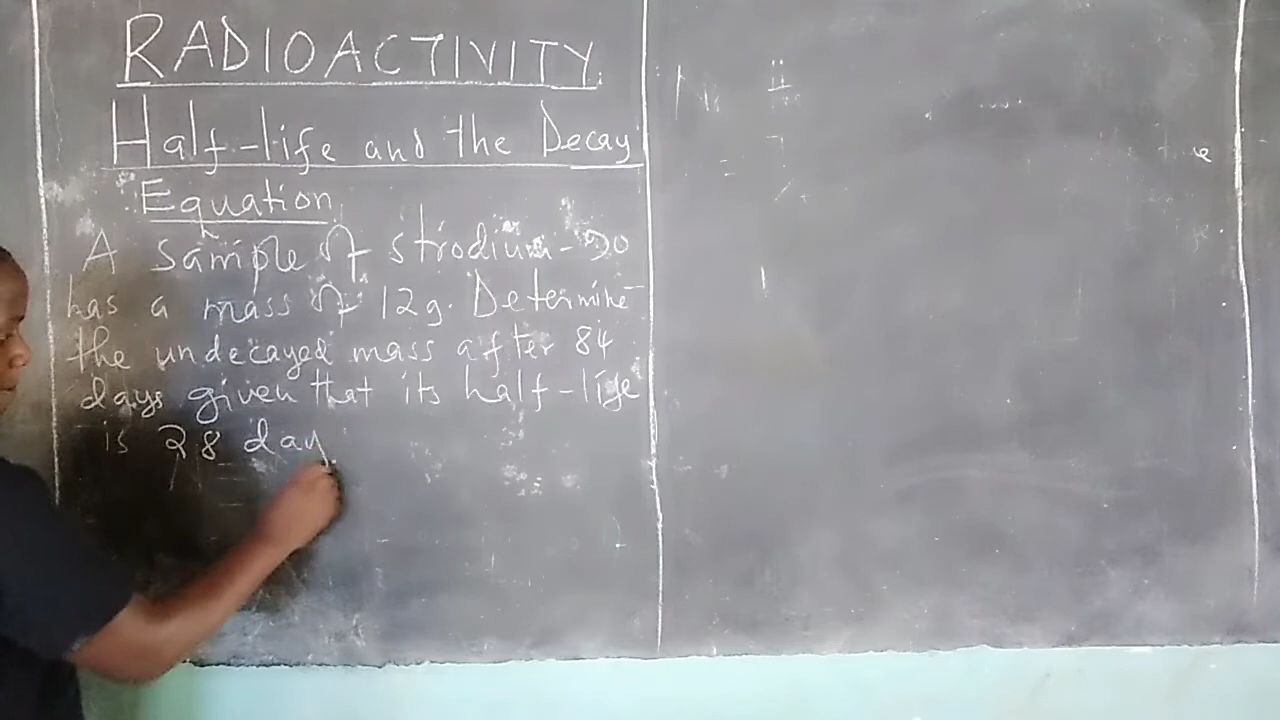 RADIOACTIVITY
Half-life and the Decay
Equation
A sample of strodium-90
has a mass of 12g. Determine
the undecayed mass after 84
days given that its half-life
is 28 day